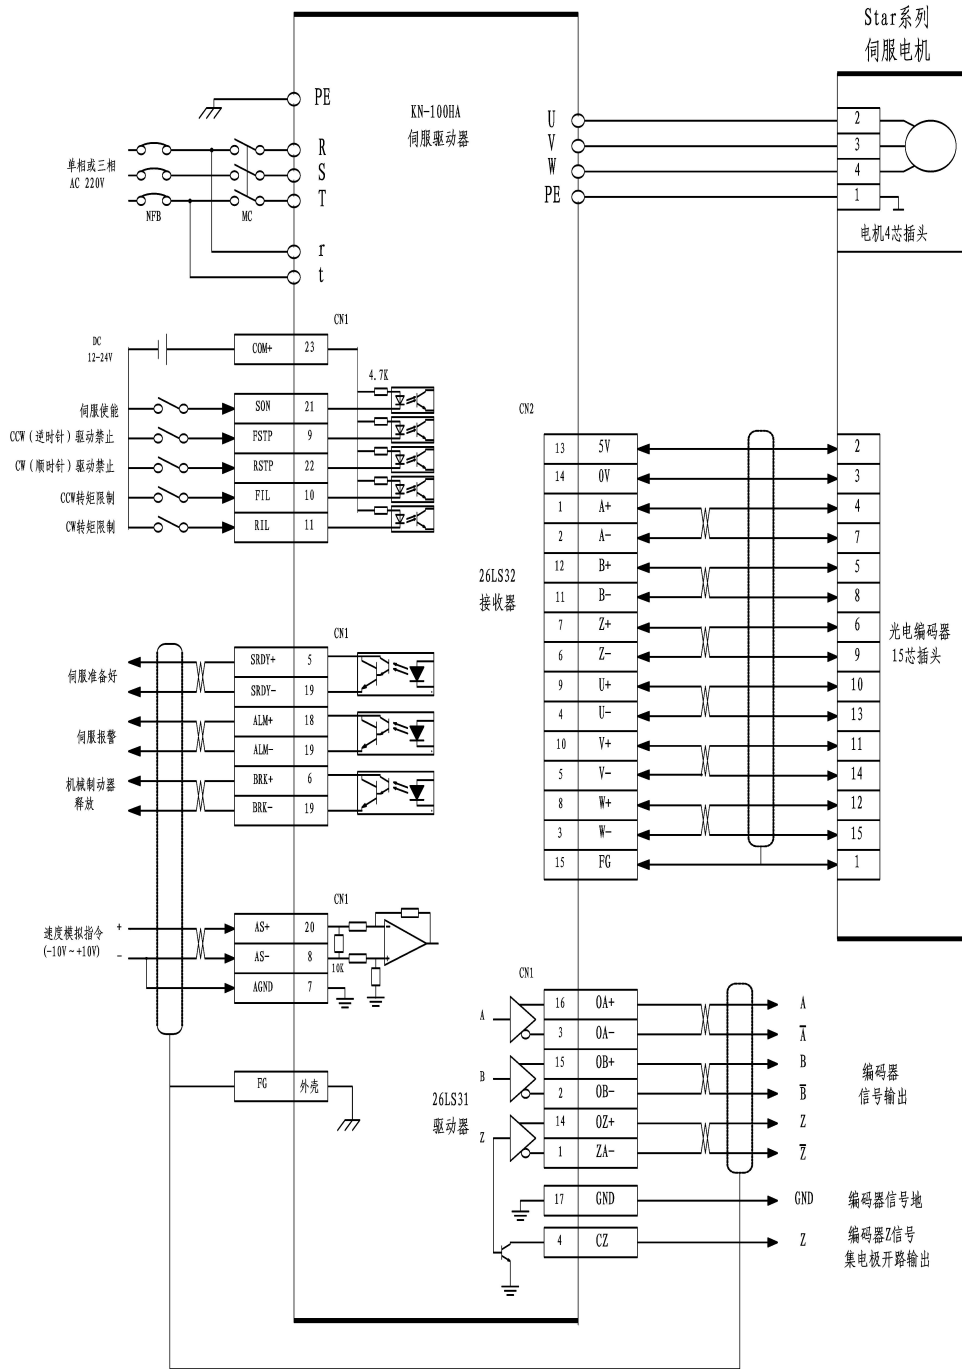 Star系列
伺服电机
KN-100HA
伺服驱动器
PE
R
S
T
r
t
单相或三相
AC 220V
NFB
MC
U
V
W
PE
2
3
4
1
电机4芯插头
CN1
DC
12-24V
COM+ 23
4.7K
伺服使能 SON 21
CCW(逆时针)驱动禁止 FSTP 9
CW(顺时针)驱动禁止 RSTP 22
CCW转矩限制 FIL 10
CW转矩限制 RIL 11
CN2
13 5V 2
14 0V 3
1 A+ 4
2 A- 7
12 B+ 5
11 B- 8
7 Z+ 6
6 Z- 9
9 U+ 10
4 U- 13
10 V+ 11
5 V- 14
8 W+ 12
3 W- 15
15 FG 1
26LS32
接收器
光电编码器
15芯插头
CN1
伺服准备好
SRDY+ 5
SRDY- 19
伺服报警
ALM+ 18
ALM- 19
机械制动器
释放
BRK+ 6
BRK- 19
CN1
速度模拟指令
(-10V~+10V)
+
-
AS+ 20
AS- 8
AGND 7
10K
-
+
FG 外壳
CN1
26LS31
驱动器
A
B
Z
16 OA+ A
3 OA- A̅
15 OB+ B
2 OB- B̅
14 OZ+ Z
1 ZA- Z̅
编码器
信号输出
17 GND GND 编码器信号地
4 CZ Z 编码器Z信号
集电极开路输出